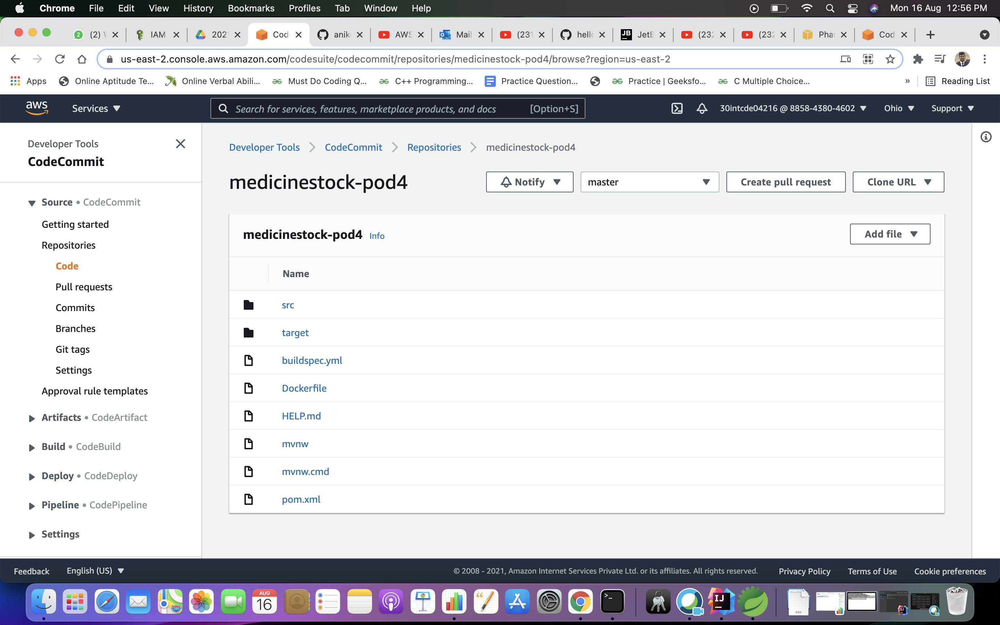 Chrome File Edit View History Bookmarks Profiles Tab Window Help Mon 16 Aug 12:56 PM
2 (2) IAM 202 Cod anik AWS Mail (231 hello JB JetB (232 (232 Pha Cod
us-east-2.console.aws.amazon.com/codesuite/codecommit/repositories/medicinestock-pod4/browse?region=us-east-2
Apps Online Aptitude Te... Online Verbal Abili... Must Do Coding Q... C++ Programming... Practice Question... Practice | Geeksfo... C Multiple Choice... » Reading List
aws Services Search for services, features, marketplace products, and docs [Option+S] 30intcde04216 @ 8858-4380-4602 Ohio Support
Developer Tools
CodeCommit
Source • CodeCommit
Getting started
Repositories
Code
Pull requests
Commits
Branches
Git tags
Settings
Approval rule templates
Artifacts • CodeArtifact
Build • CodeBuild
Deploy • CodeDeploy
Pipeline • CodePipeline
Settings
Developer Tools CodeCommit Repositories medicinestock-pod4
medicinestock-pod4 Notify master Create pull request Clone URL
medicinestock-pod4 Info Add file
Name
src
target
buildspec.yml
Dockerfile
HELP.md
mvnw
mvnw.cmd
pom.xml
Feedback English (US) © 2008 - 2021, Amazon Internet Services Private Ltd. or its affiliates. All rights reserved. Privacy Policy Terms of Use Cookie preferences
280 AUG 16 >_ IJ CSV IJ